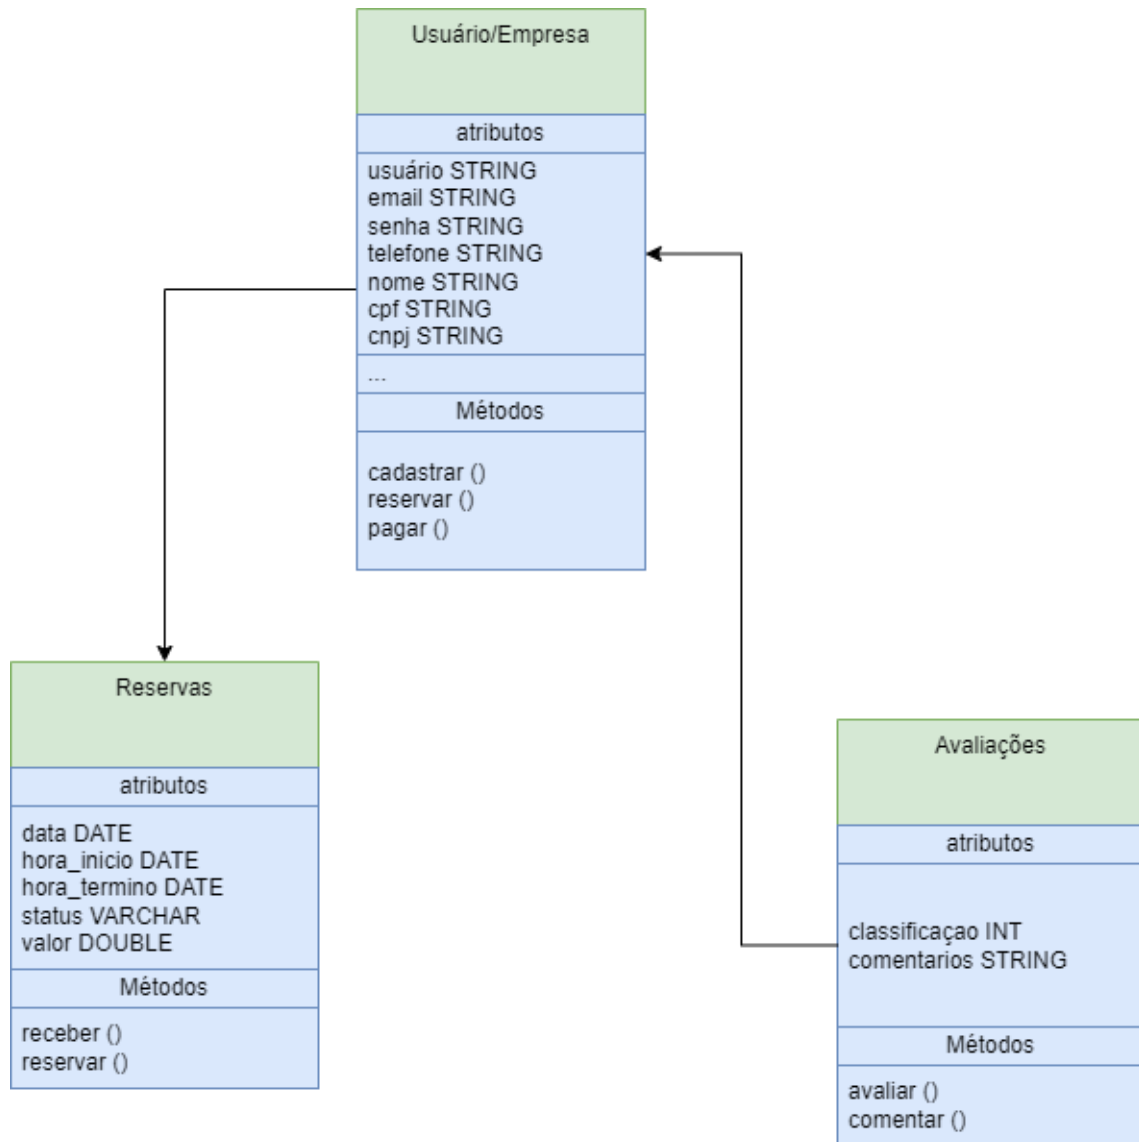 Usuário/Empresa
atributos
usuário STRING
email STRING
senha STRING
telefone STRING
nome STRING
cpf STRING
cnpj STRING
...
Métodos
cadastrar ()
reservar ()
pagar ()
Reservas
atributos
data DATE
hora_inicio DATE
hora_termino DATE
status VARCHAR
valor DOUBLE
Métodos
receber ()
reservar ()
Avaliações
atributos
classificaçao INT
comentarios STRING
Métodos
avaliar ()
comentar ()